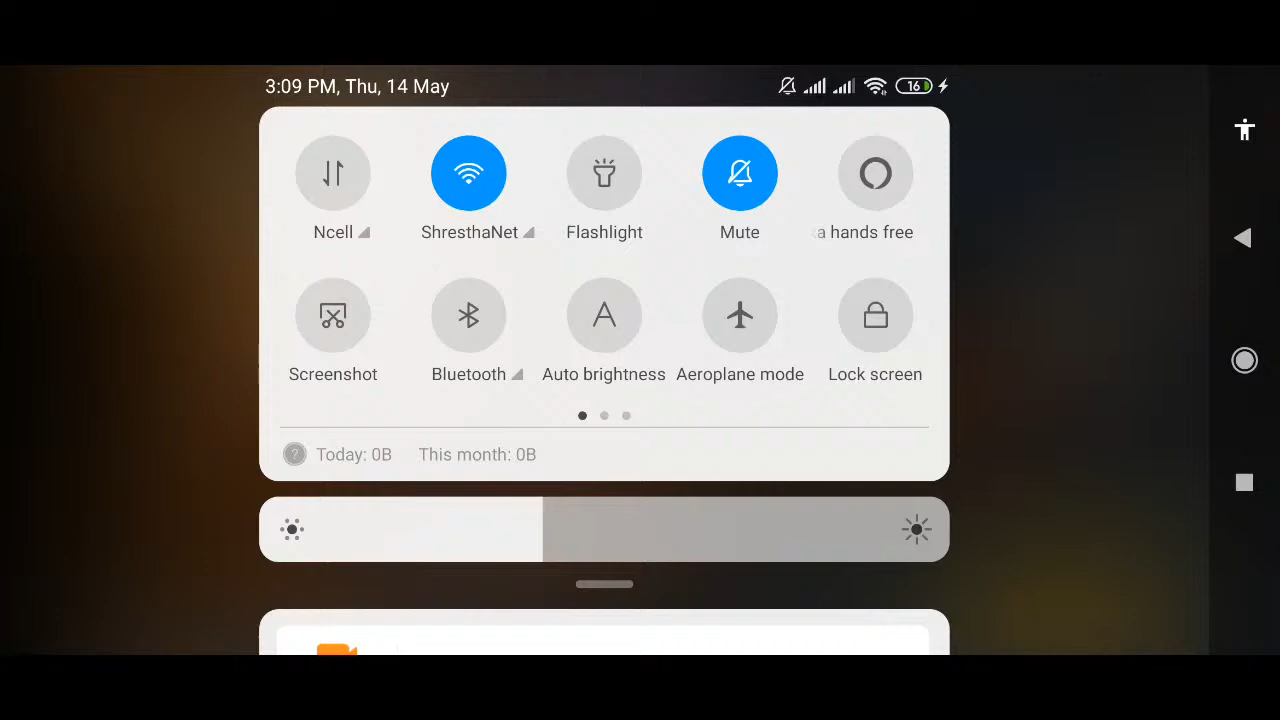 3:09 PM, Thu, 14 May 16
Ncell ShresthaNet Flashlight Mute a hands free
Screenshot Bluetooth Auto brightness Aeroplane mode Lock screen
? Today: 0B This month: 0B